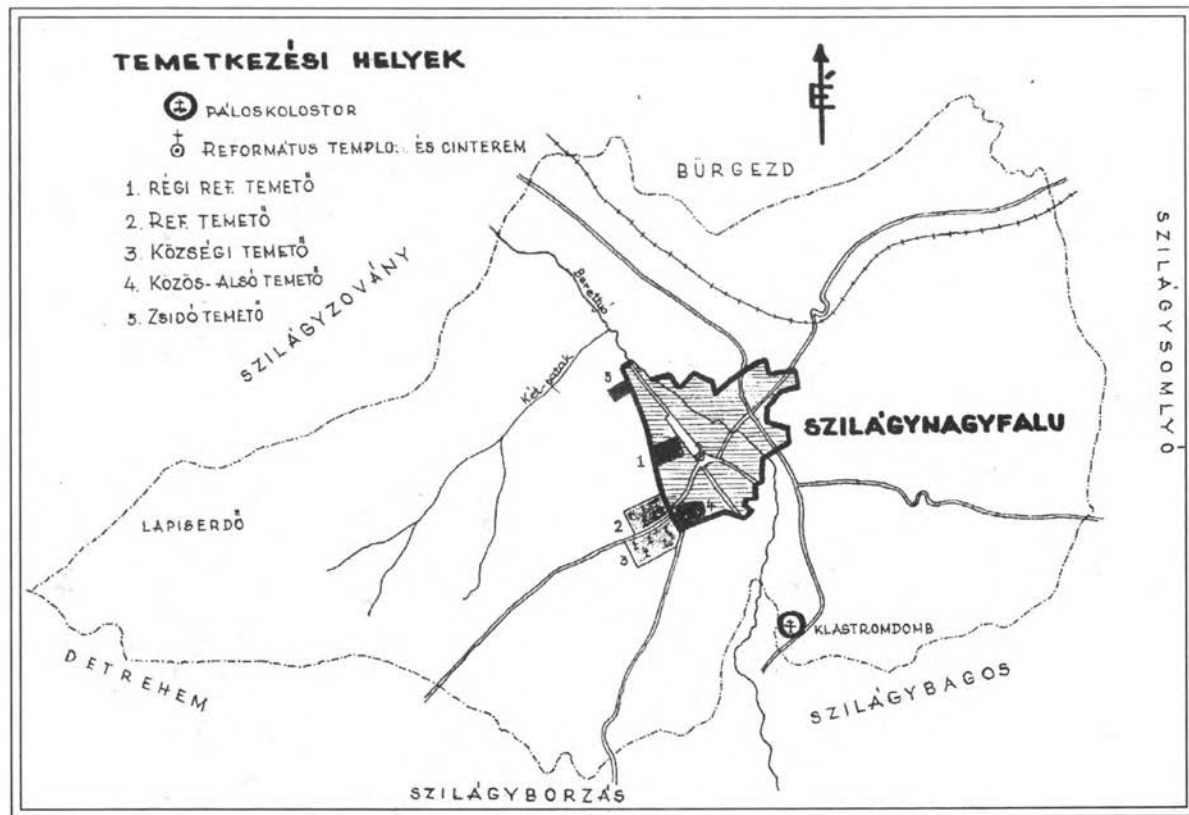 TEMETKEZÉSI HELYEK
PÁLOSKOLOSTOR
REFORMÁTUS TEMPLO ÉS CINTEREM
1. RÉGI REF. TEMETŐ
2. REF. TEMETŐ
3. KÖZSÉGI TEMETŐ
4. KÖZÖS-ALSÓ TEMETŐ
5. ZSIDÓ TEMETŐ
É
BÜRGEZD
SZILÁGYSOMLYÓ
SZILÁGYZOVÁNY
Berettyó
Két-patak
5
SZILÁGYNAGYFALU
1
4
2
3
LAPISERDŐ
KLASTROMDOMB
DETREHEM
SZILÁGYBAGOS
SZILÁGYBORZÁS